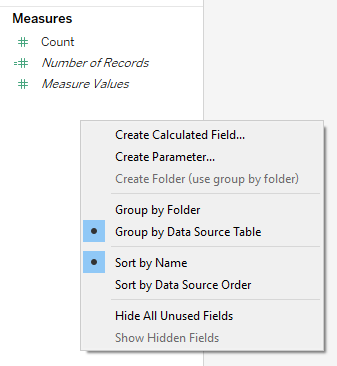 Measures
Count
Number of Records
Measure Values
Create Calculated Field...
Create Parameter...
Create Folder (use group by folder)
Group by Folder
Group by Data Source Table
Sort by Name
Sort by Data Source Order
Hide All Unused Fields
Show Hidden Fields